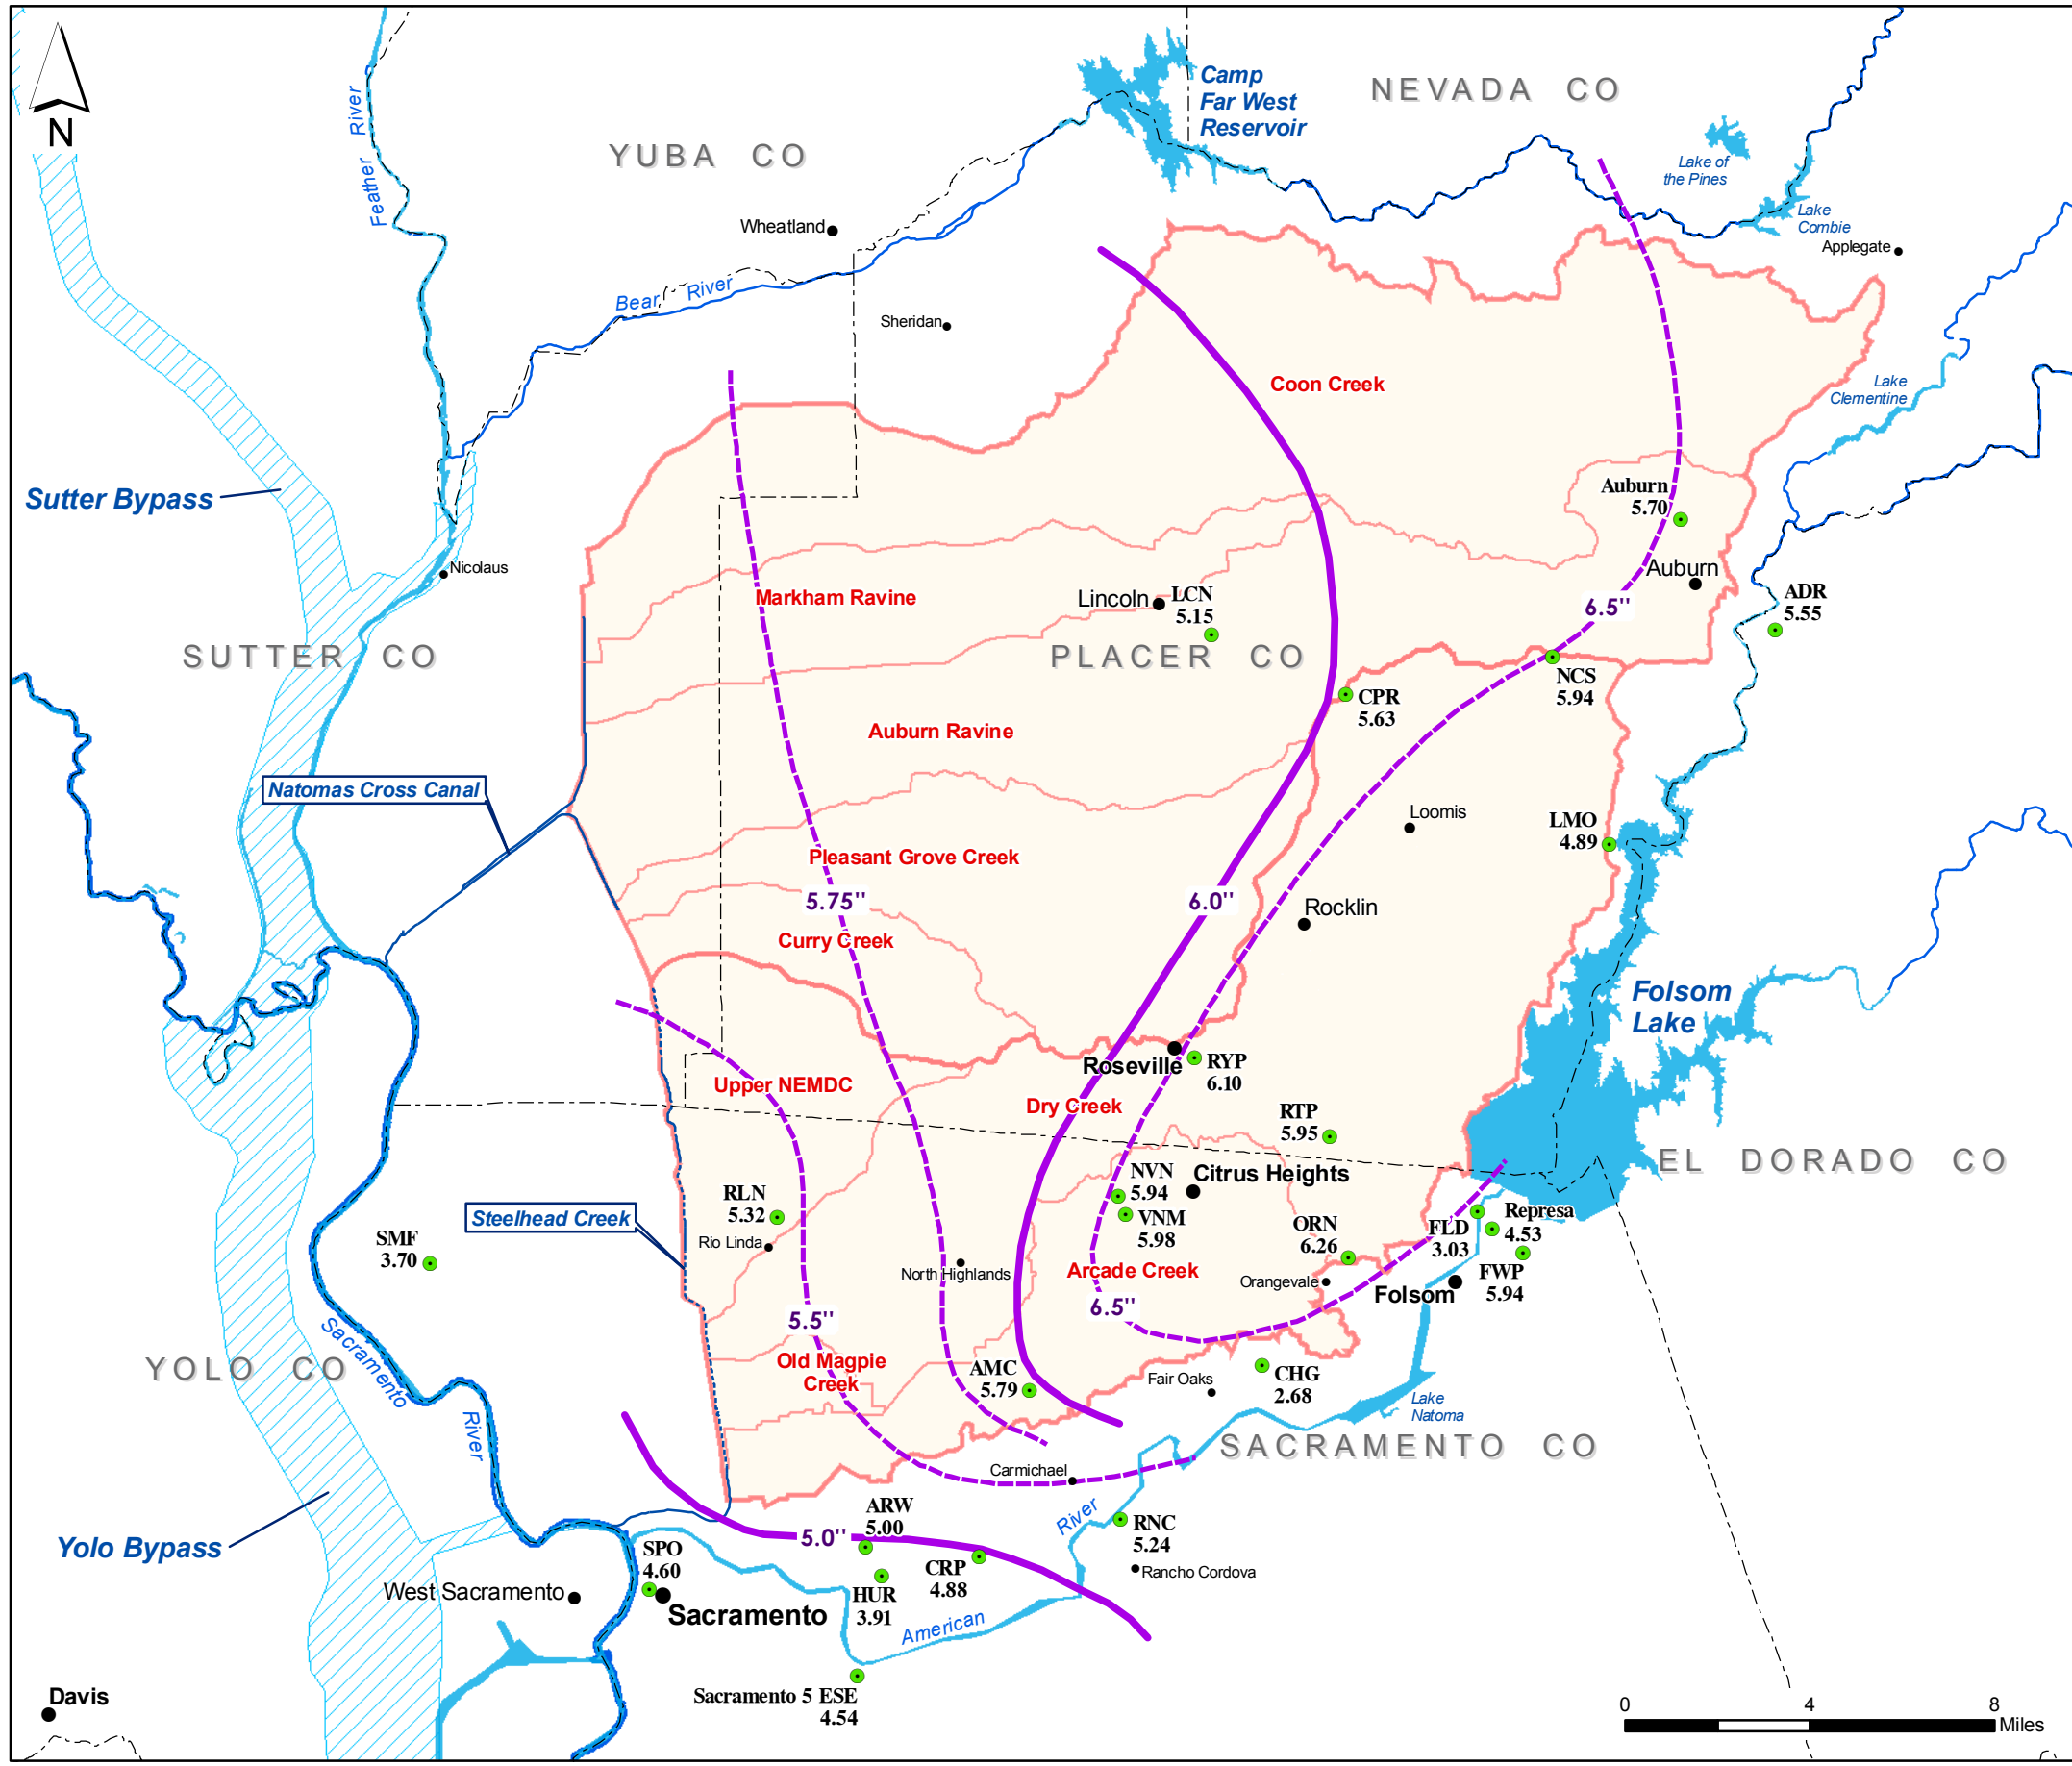 N
Feather River
YUBA CO
Camp
Far West
Reservoir
NEVADA CO
Lake of
the Pines
Lake
Combie
Applegate
Wheatland
Bear River
Sheridan
Coon Creek
Lake
Clementine
Sutter Bypass
Nicolaus
Auburn
5.70
Auburn
ADR
5.55
Markham Ravine
Lincoln
LCN
5.15
6.5"
SUTTER CO
PLACER CO
NCS
5.94
CPR
5.63
Auburn Ravine
Natomas Cross Canal
Loomis
LMO
4.89
Pleasant Grove Creek
5.75"
6.0"
Rocklin
Curry Creek
Folsom
Lake
Roseville
RYP
6.10
Upper NEMDC
Dry Creek
RTP
5.95
EL DORADO CO
NVN
5.94
Citrus Heights
RLN
5.32
VNM
5.98
Steelhead Creek
Rio Linda
ORN
6.26
FLD
3.03
Represa
4.53
SMF
3.70
North Highlands
Arcade Creek
Orangevale
Folsom
FWP
5.94
6.5"
5.5"
Sacramento River
YOLO CO
Old Magpie
Creek
AMC
5.79
Fair Oaks
CHG
2.68
Lake
Natoma
SACRAMENTO CO
Carmichael
River
ARW
5.00
RNC
5.24
5.0"
Yolo Bypass
SPO
4.60
CRP
4.88
Rancho Cordova
West Sacramento
Sacramento
HUR
3.91
American
Sacramento 5 ESE
4.54
Davis
0 4 8
Miles